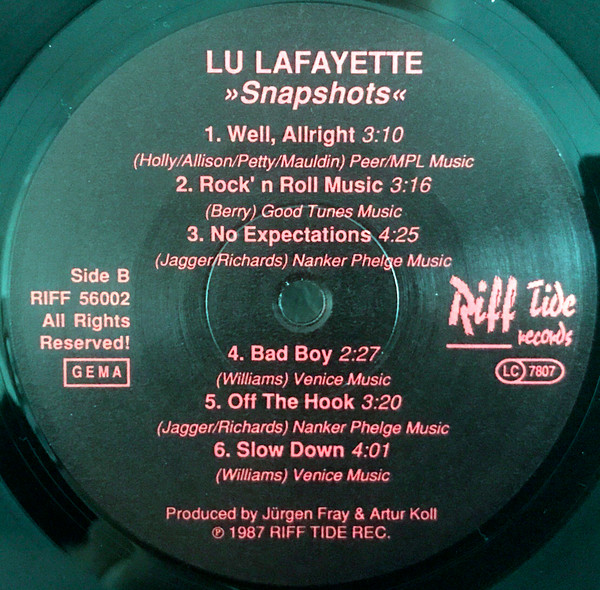 LU LAFAYETTE
»Snapshots«
1. Well, Allright 3:10
(Holly/Allison/Petty/Mauldin) Peer/MPL Music
2. Rock' n Roll Music 3:16
(Berry) Good Tunes Music
3. No Expectations 4:25
(Jagger/Richards) Nanker Phelge Music
Side B
RIFF 56002
All Rights
Reserved!
GEMA
Riff Tide
records
LC 7807
4. Bad Boy 2:27
(Williams) Venice Music
5. Off The Hook 3:20
(Jagger/Richards) Nanker Phelge Music
6. Slow Down 4:01
(Williams) Venice Music
Produced by Jürgen Fray & Artur Koll
℗ 1987 RIFF TIDE REC.